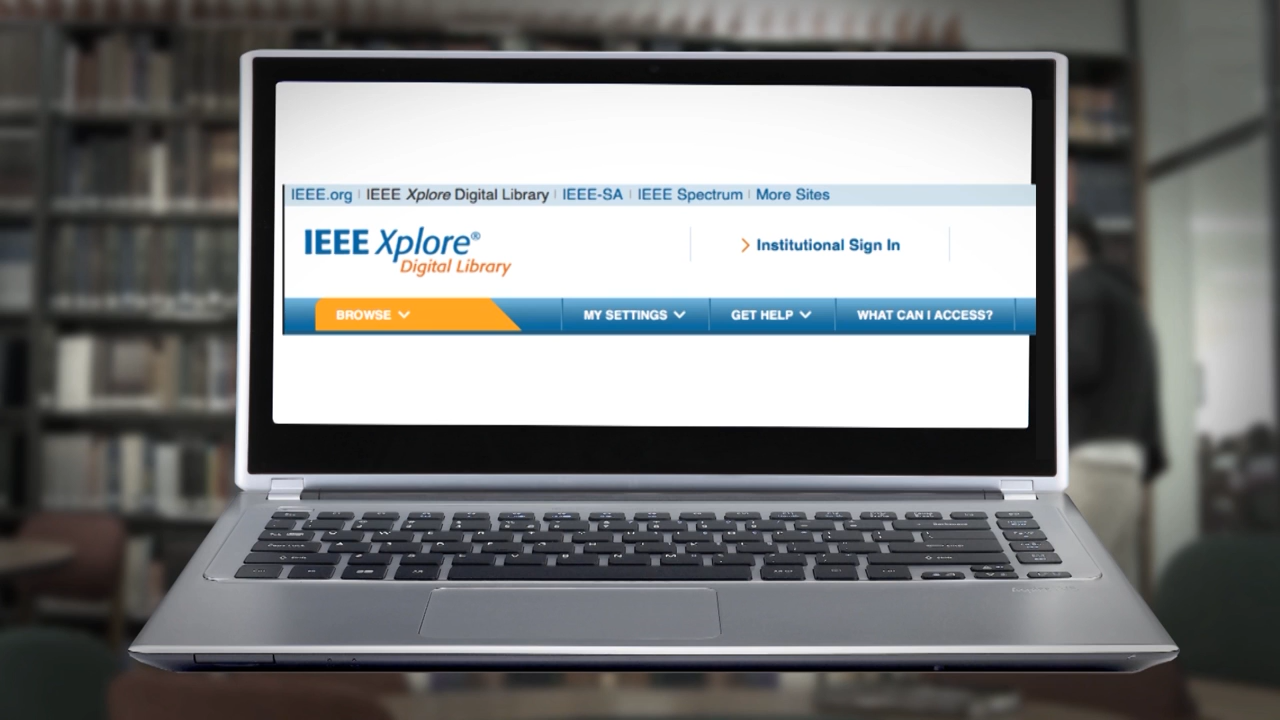 IEEE.org | IEEE Xplore Digital Library | IEEE-SA | IEEE Spectrum | More Sites
IEEE Xplore®
Digital Library
Institutional Sign In
BROWSE
MY SETTINGS
GET HELP
WHAT CAN I ACCESS?